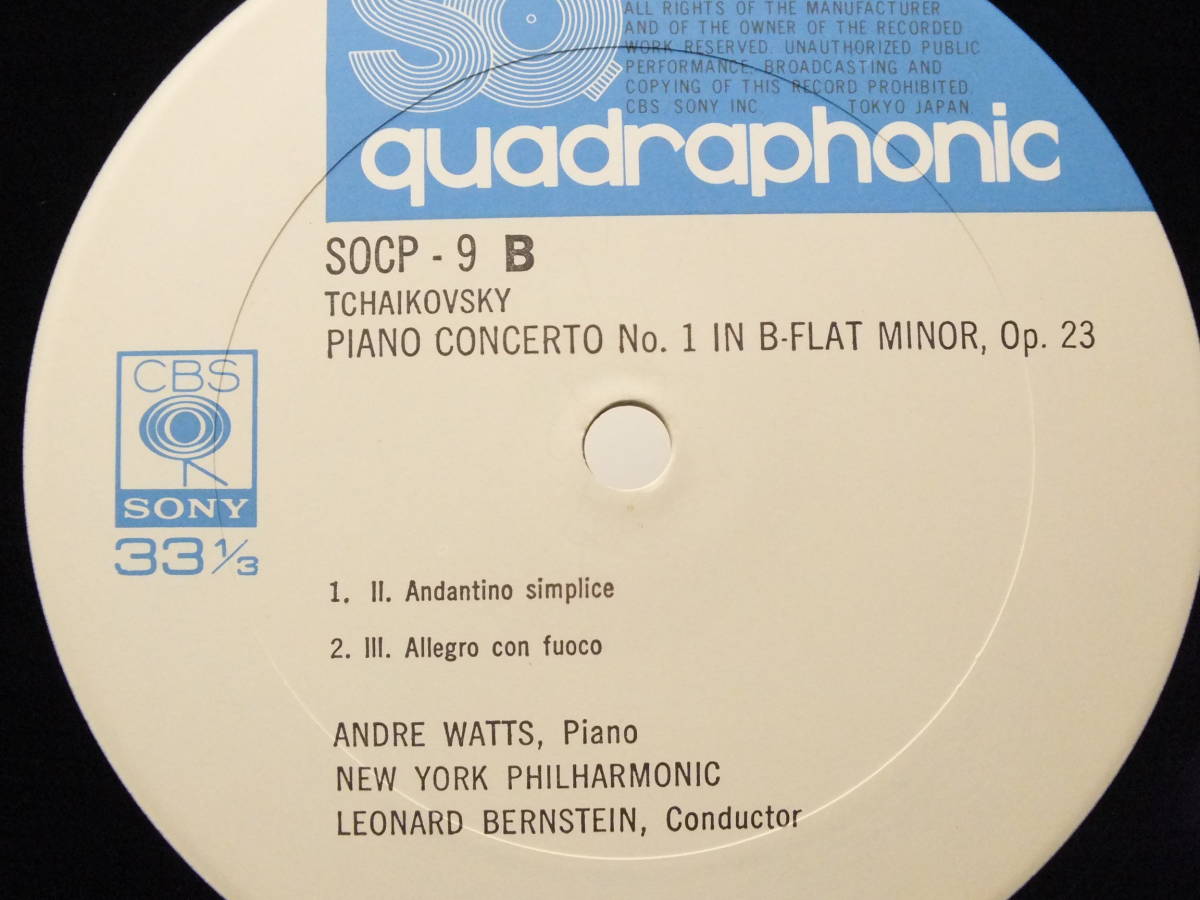 SQ
ALL RIGHTS OF THE MANUFACTURER
AND OF THE OWNER OF THE RECORDED
WORK RESERVED. UNAUTHORIZED PUBLIC
PERFORMANCE. BROADCASTING AND
COPYING OF THIS RECORD PROHIBITED.
CBS SONY INC TOKYO JAPAN.
quadraphonic
SOCP - 9 B
TCHAIKOVSKY
PIANO CONCERTO No. 1 IN B-FLAT MINOR, Op. 23
CBS
SONY
33 1/3
1. II. Andantino simplice
2. III. Allegro con fuoco
ANDRE WATTS, Piano
NEW YORK PHILHARMONIC
LEONARD BERNSTEIN, Conductor